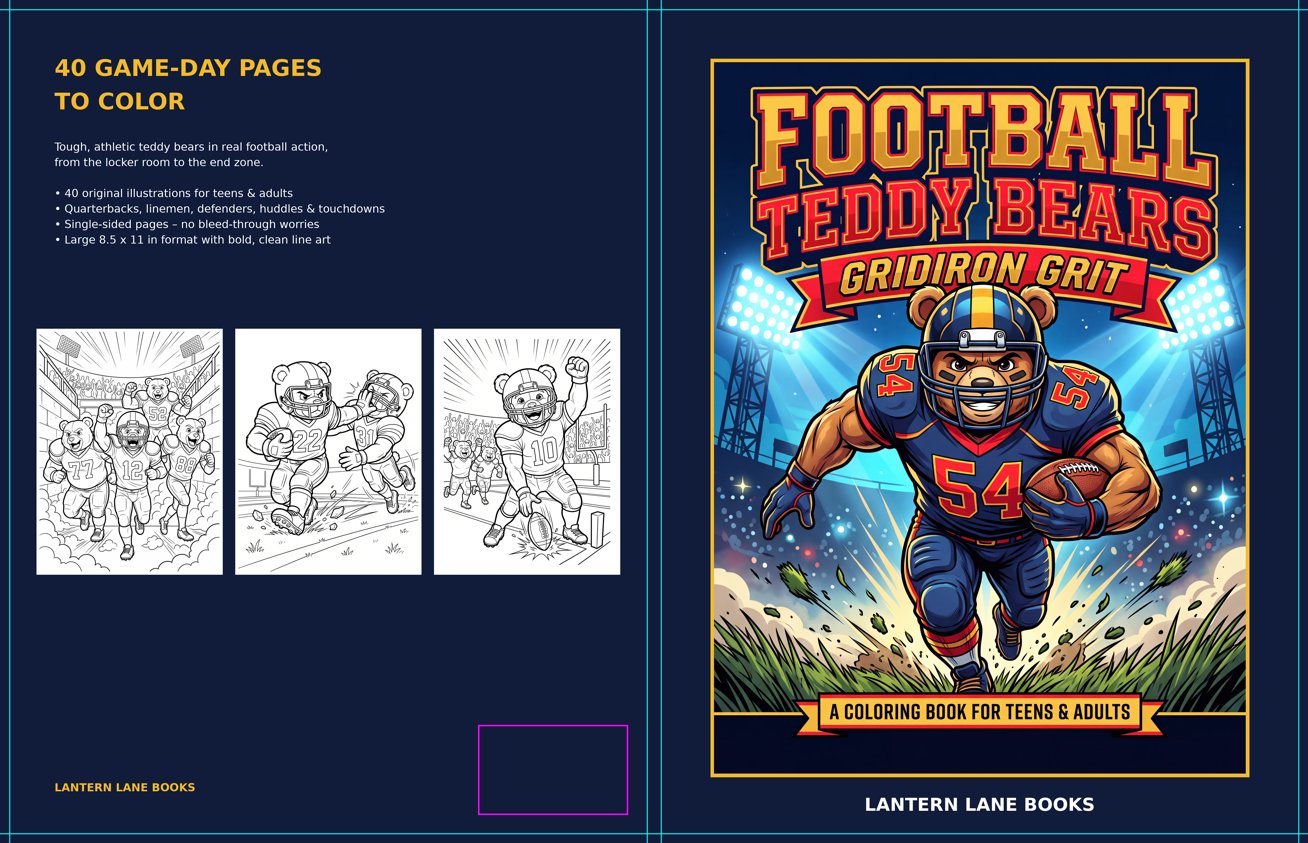 40 GAME-DAY PAGES
TO COLOR
Tough, athletic teddy bears in real football action,
from the locker room to the end zone.
• 40 original illustrations for teens & adults
• Quarterbacks, linemen, defenders, huddles & touchdowns
• Single-sided pages – no bleed-through worries
• Large 8.5 x 11 in format with bold, clean line art
52
77
12
88
22
31
10
LANTERN LANE BOOKS
FOOTBALL
TEDDY BEARS
GRIDIRON GRIT
54
54
54
A COLORING BOOK FOR TEENS & ADULTS
LANTERN LANE BOOKS